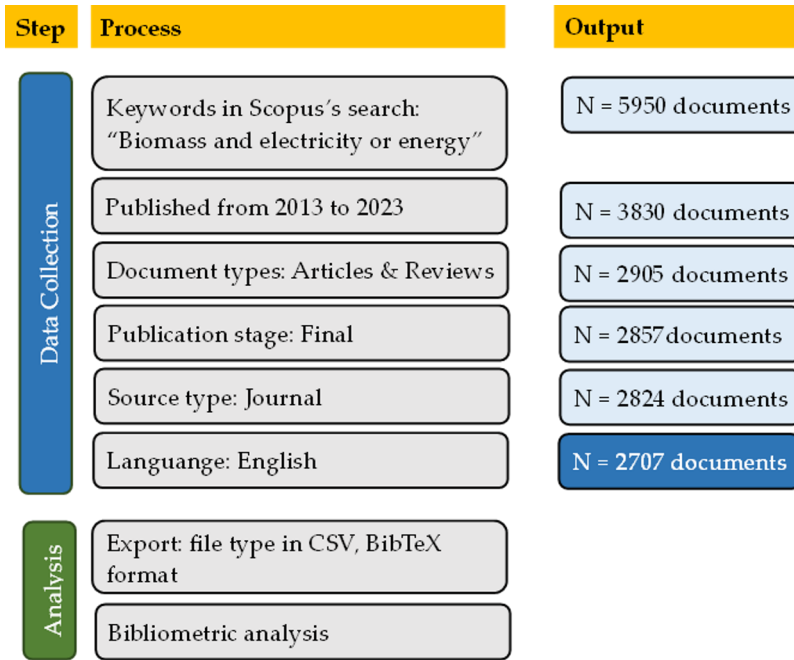 Step Process Output
Data Collection
Keywords in Scopus's search:
"Biomass and electricity or energy"
N = 5950 documents
Published from 2013 to 2023
N = 3830 documents
Document types: Articles & Reviews
N = 2905 documents
Publication stage: Final
N = 2857documents
Source type: Journal
N = 2824 documents
Languange: English
N = 2707 documents
Analysis
Export: file type in CSV, BibTeX
format
Bibliometric analysis